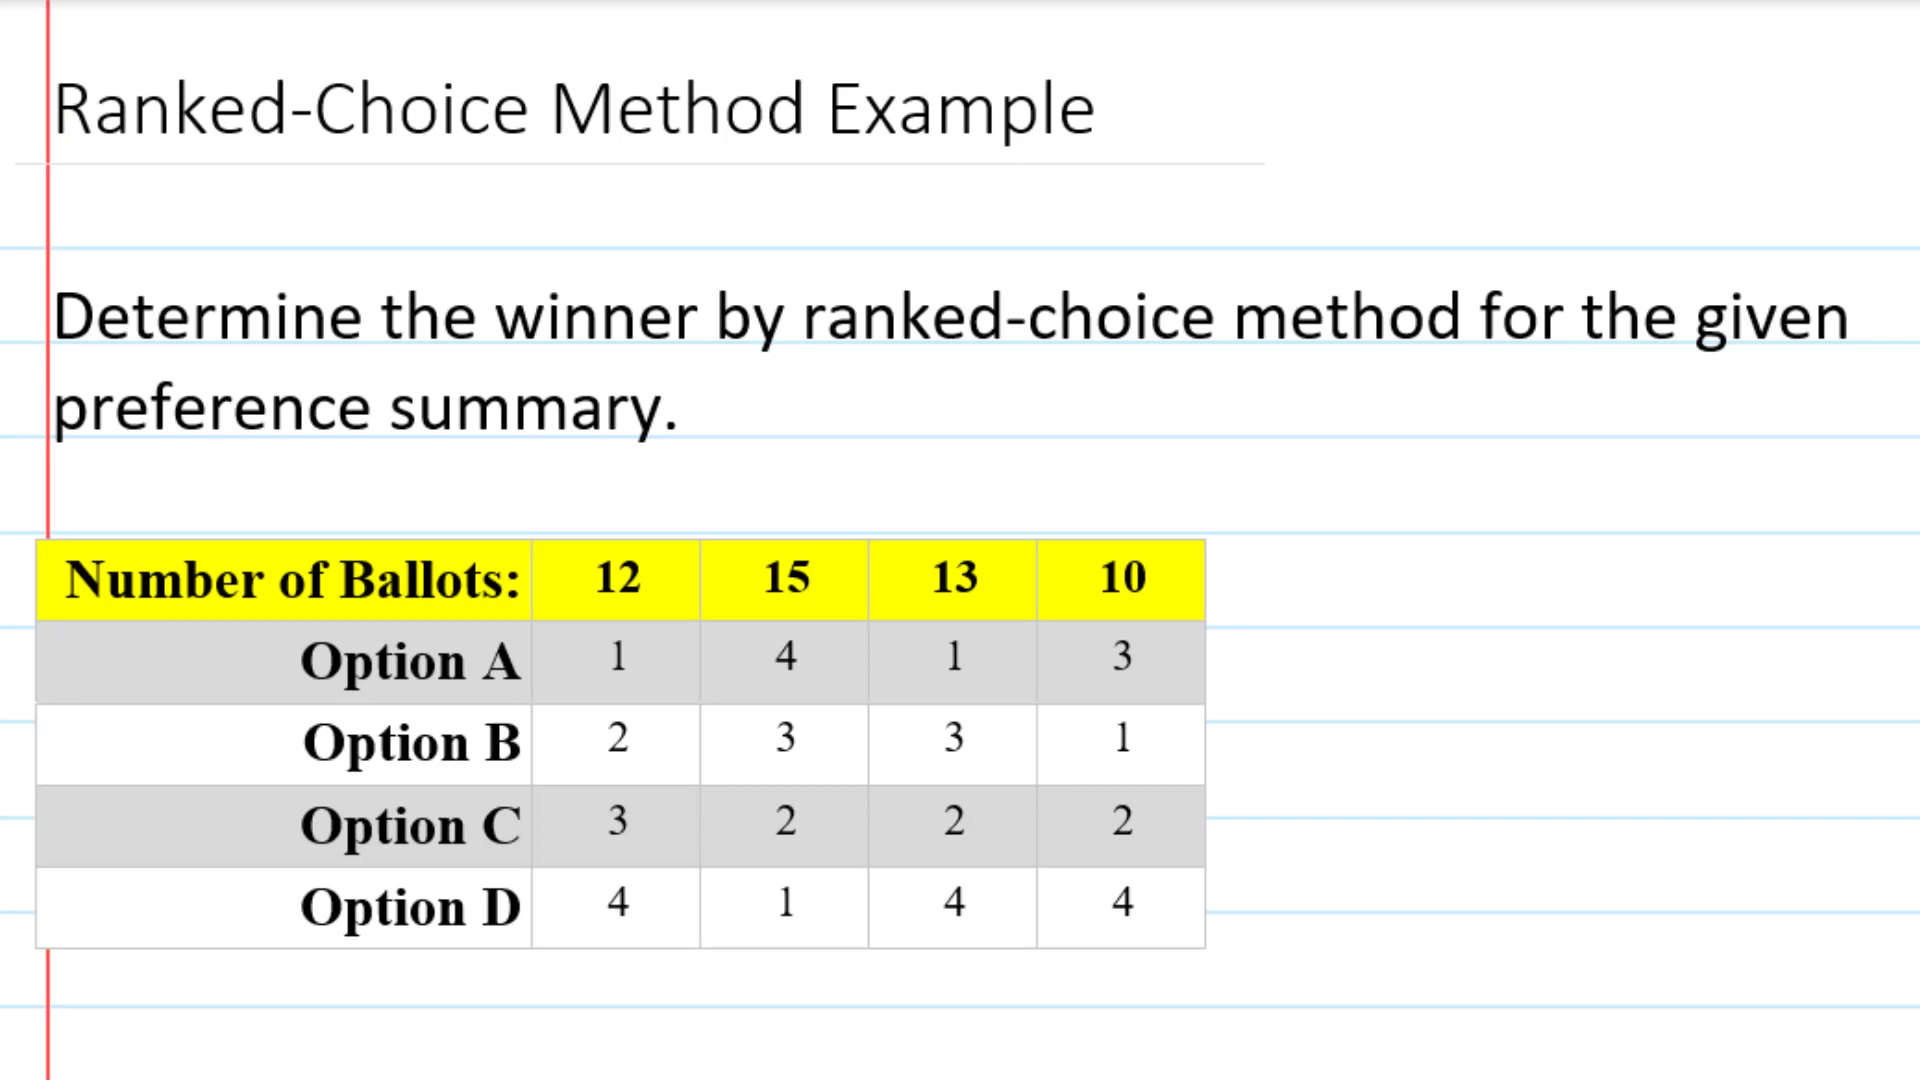 Ranked-Choice Method Example
Determine the winner by ranked-choice method for the given
preference summary.
Number of Ballots: 12 15 13 10
Option A 1 4 1 3
Option B 2 3 3 1
Option C 3 2 2 2
Option D 4 1 4 4